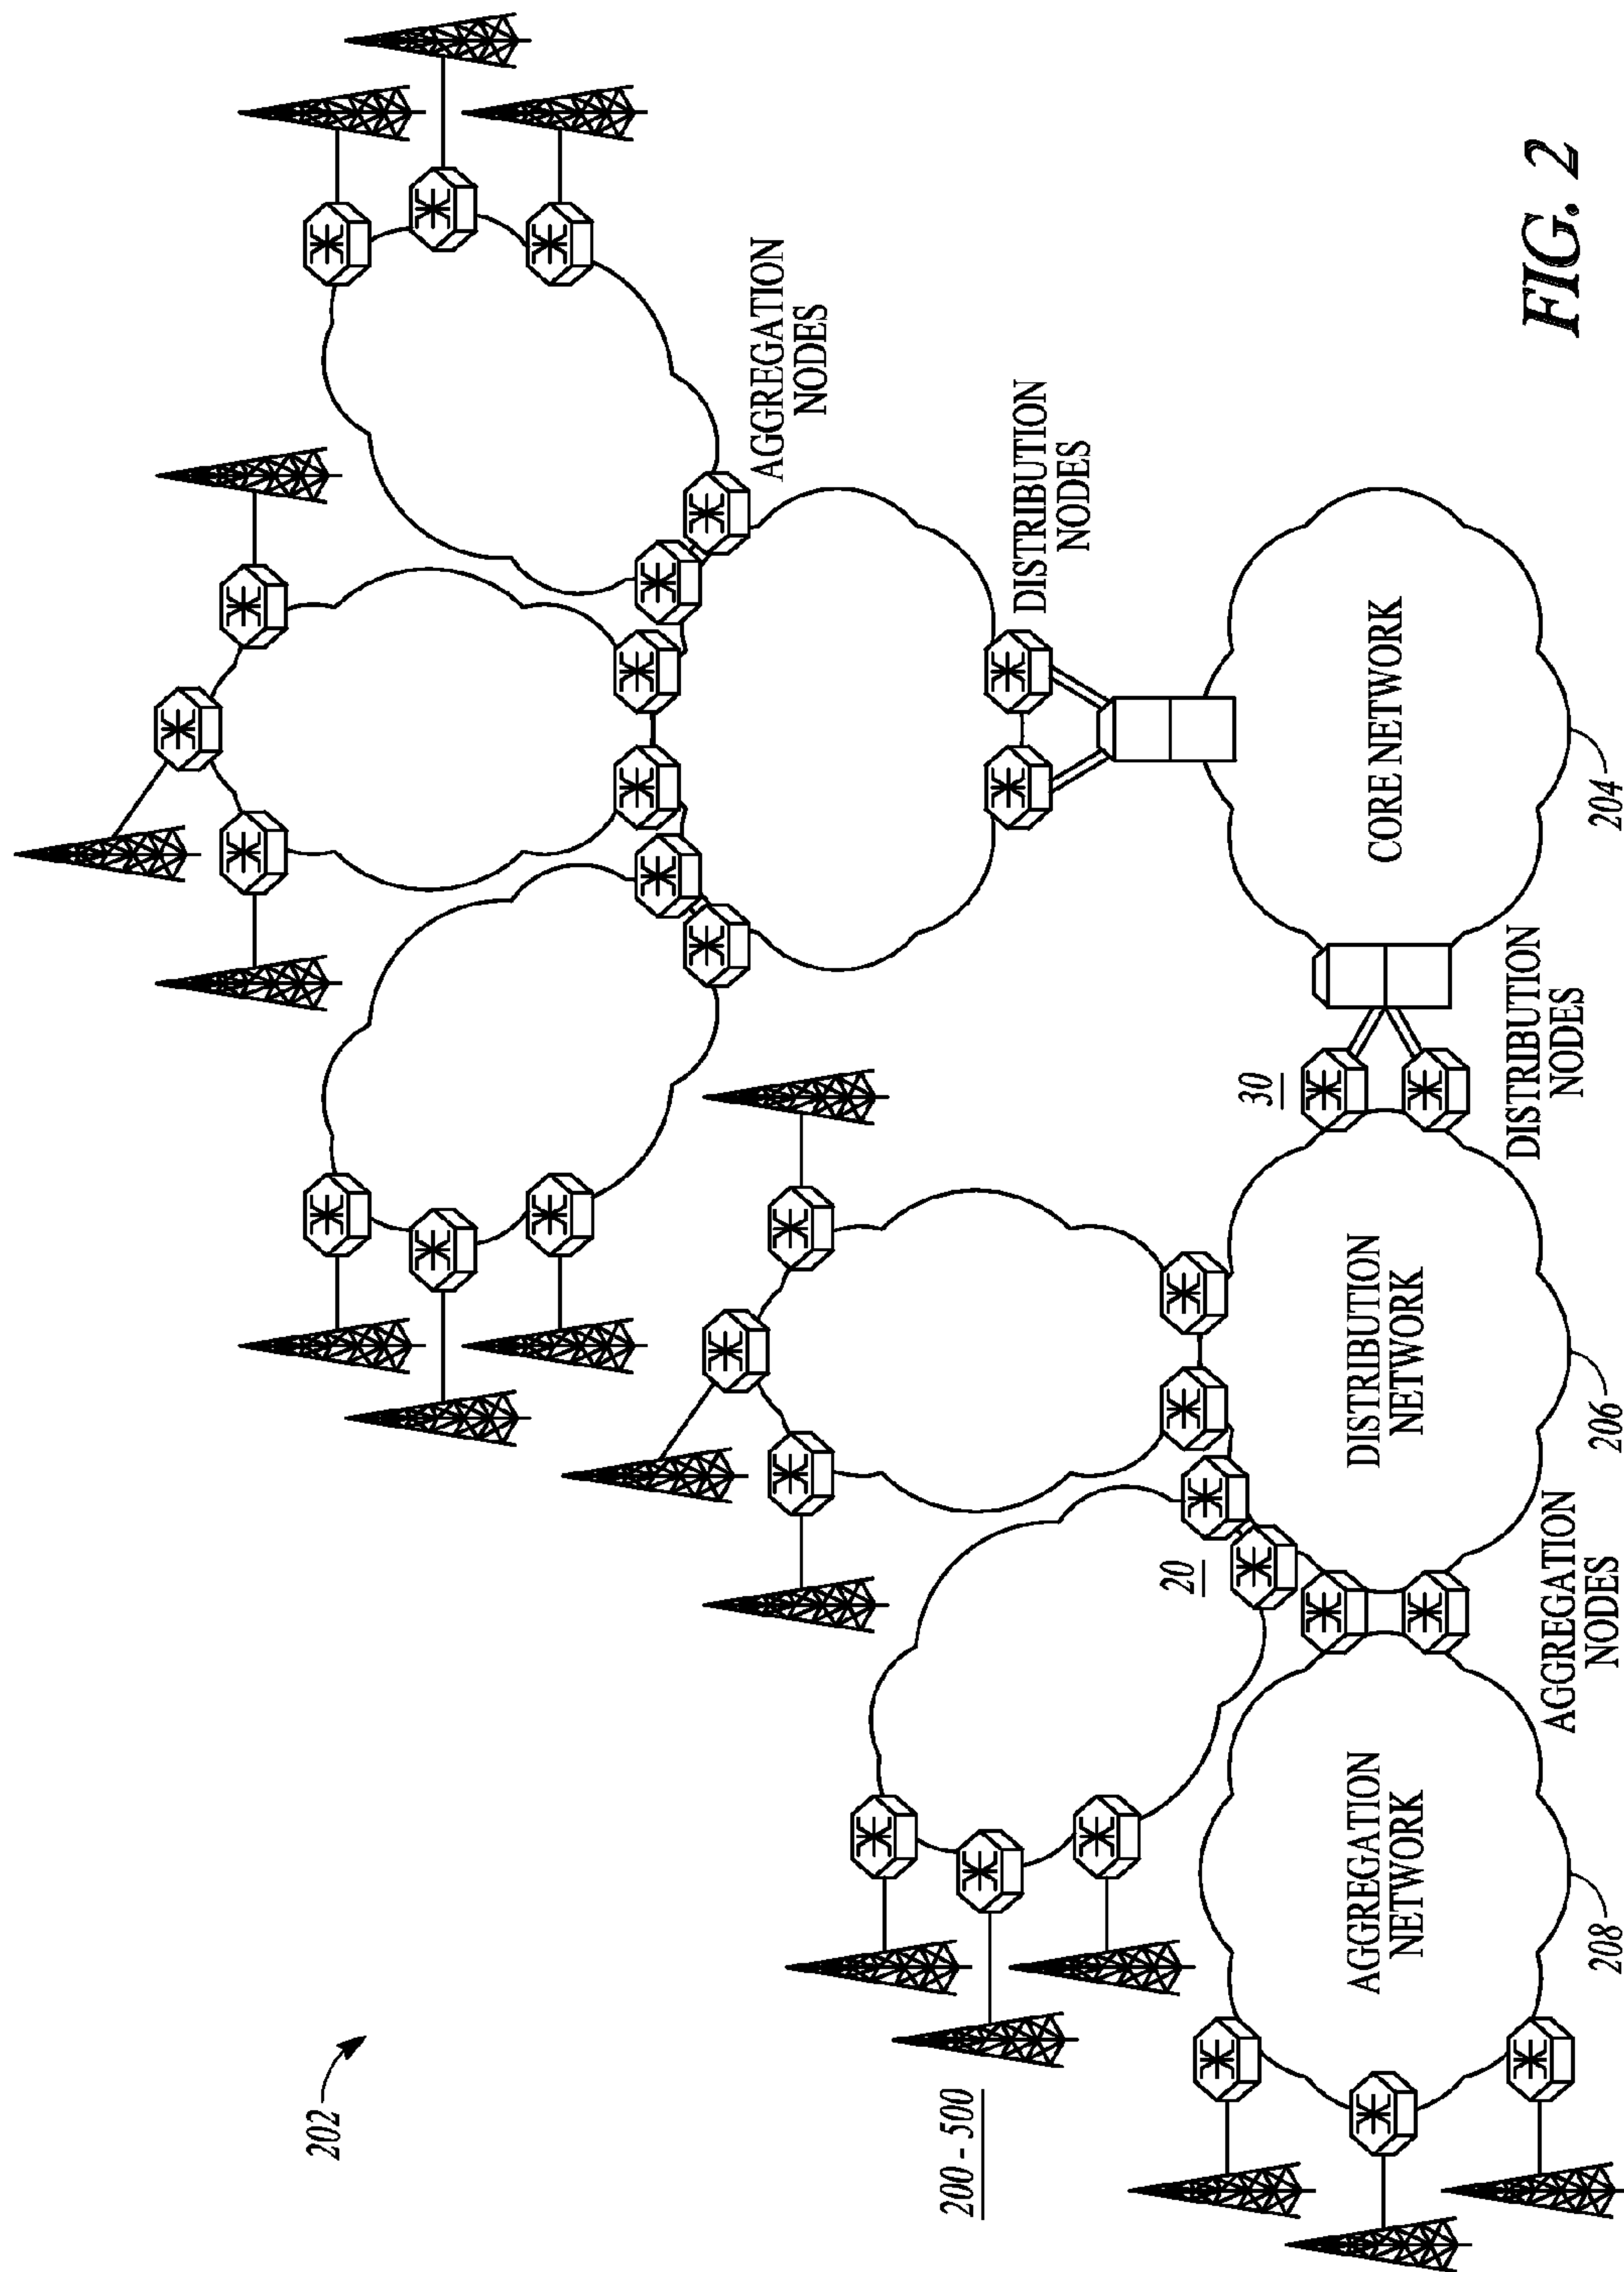 202
200 - 500
AGGREGATION
NETWORK
208
20
AGGREGATION
NODES
DISTRIBUTION
NETWORK
206
30
DISTRIBUTION
NODES
CORE NETWORK
204
DISTRIBUTION
NODES
AGGREGATION
NODES
FIG. 2